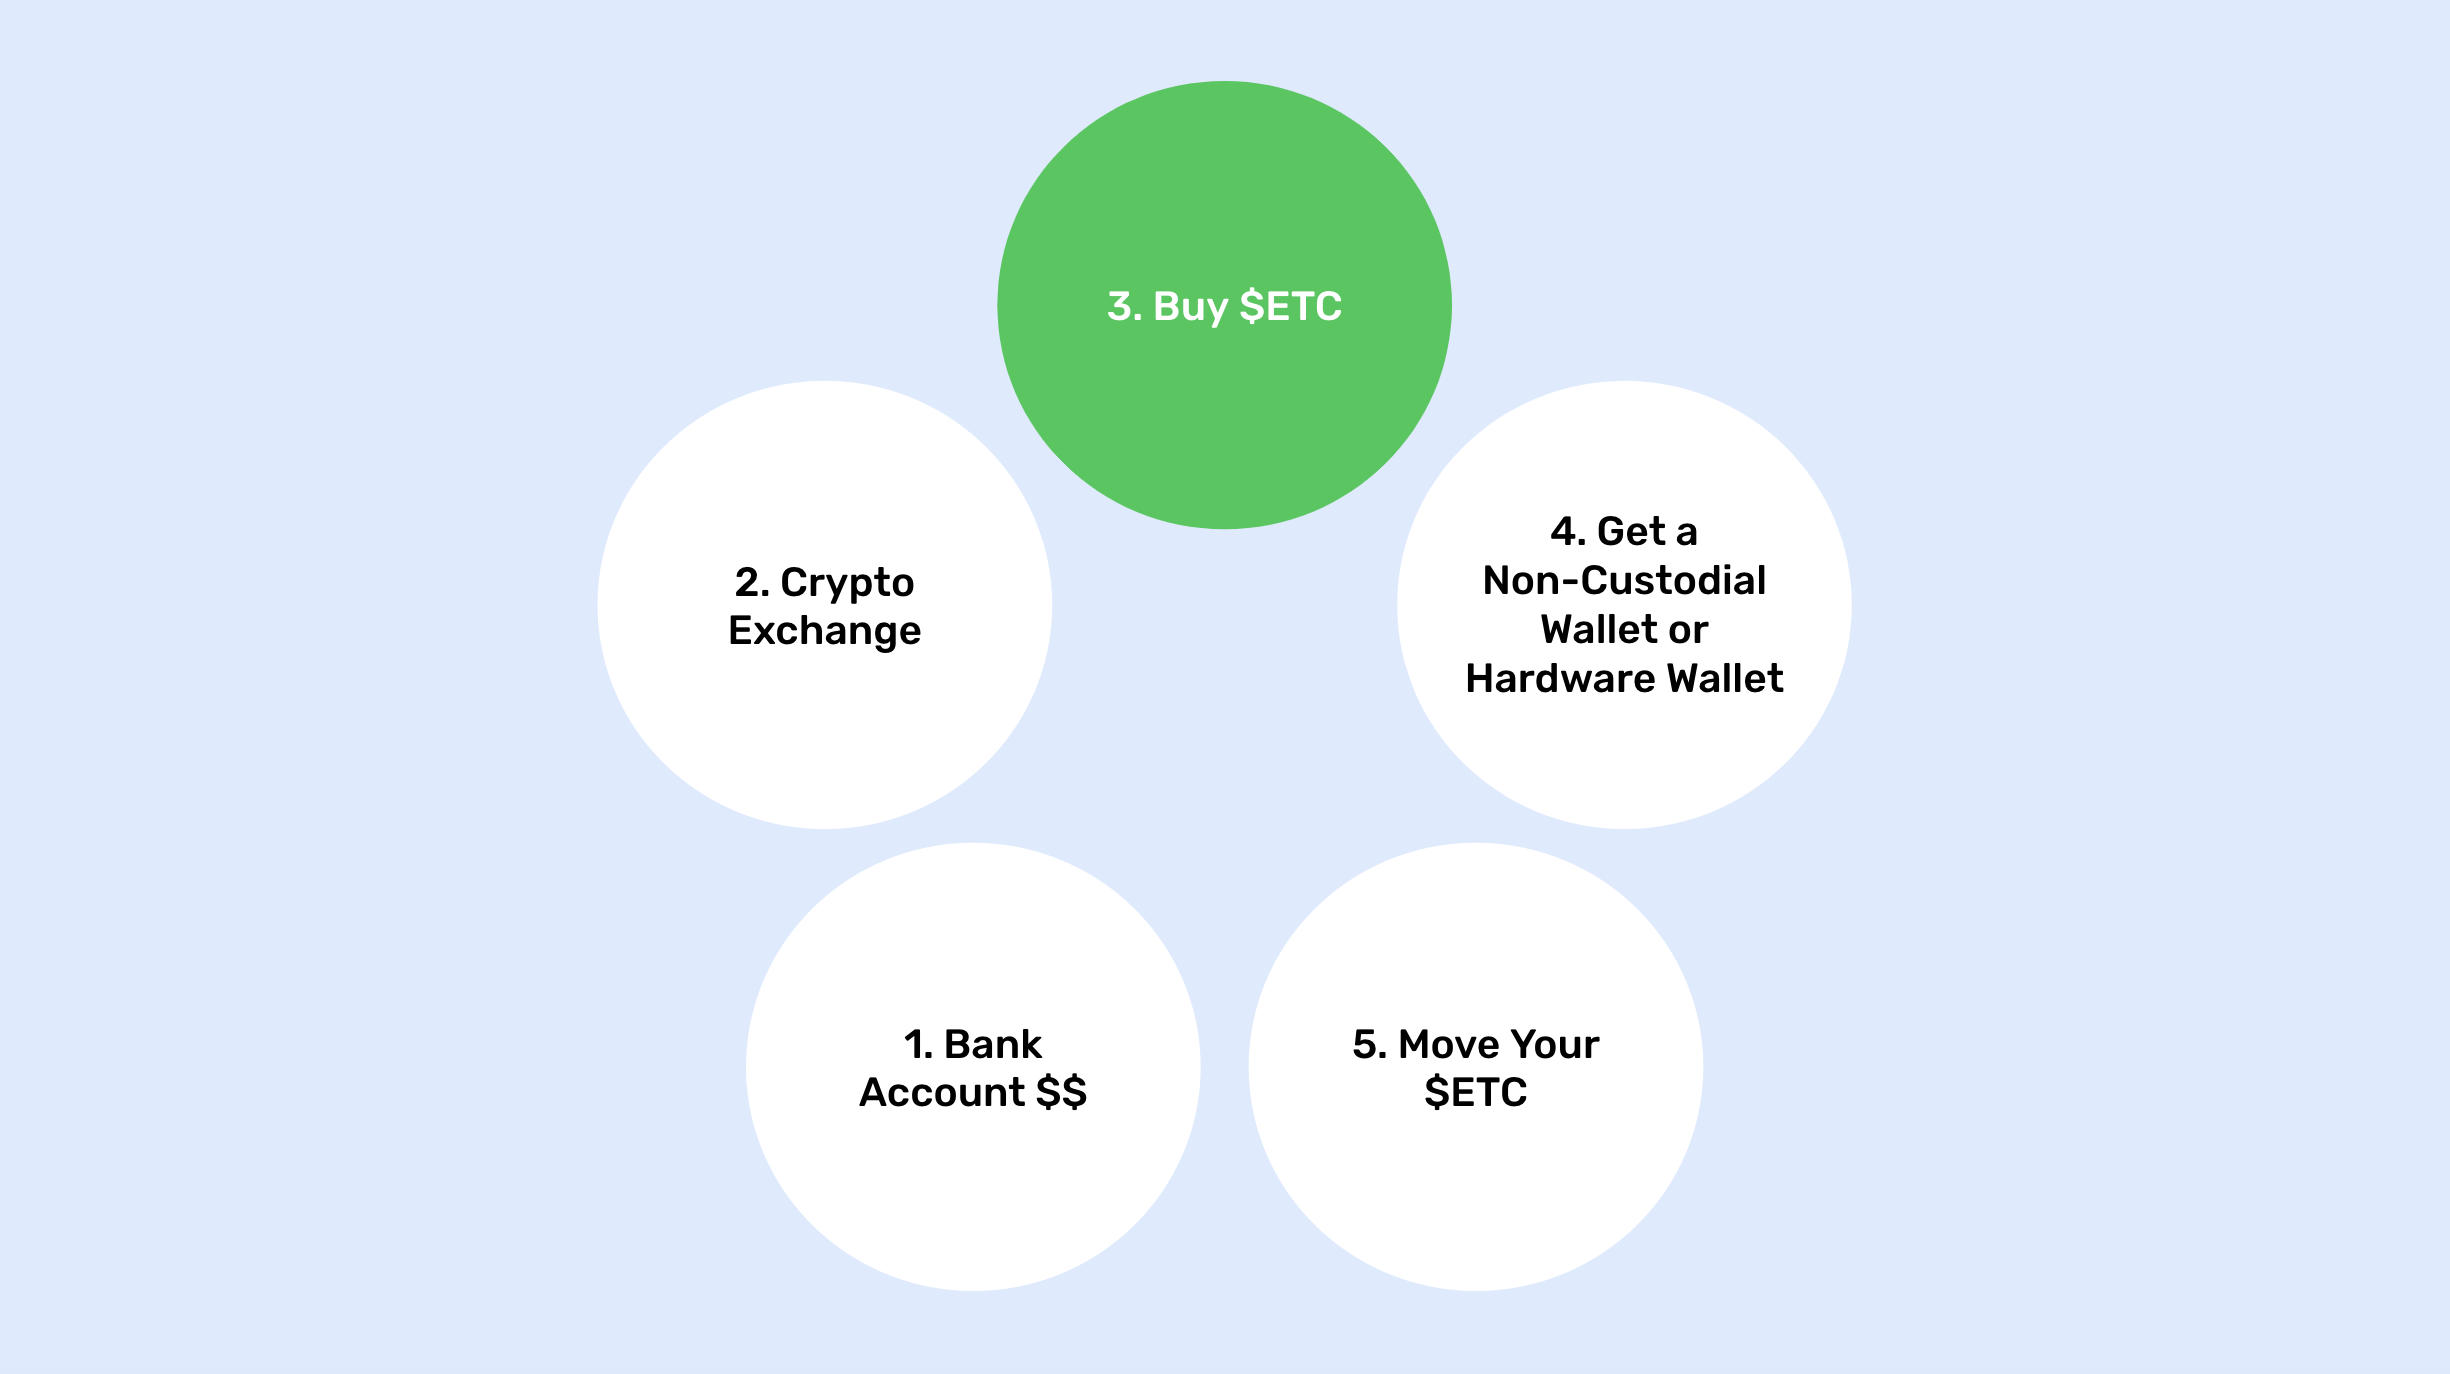 3. Buy $ETC
2. Crypto
Exchange
4. Get a
Non-Custodial
Wallet or
Hardware Wallet
1. Bank
Account $$
5. Move Your
$ETC